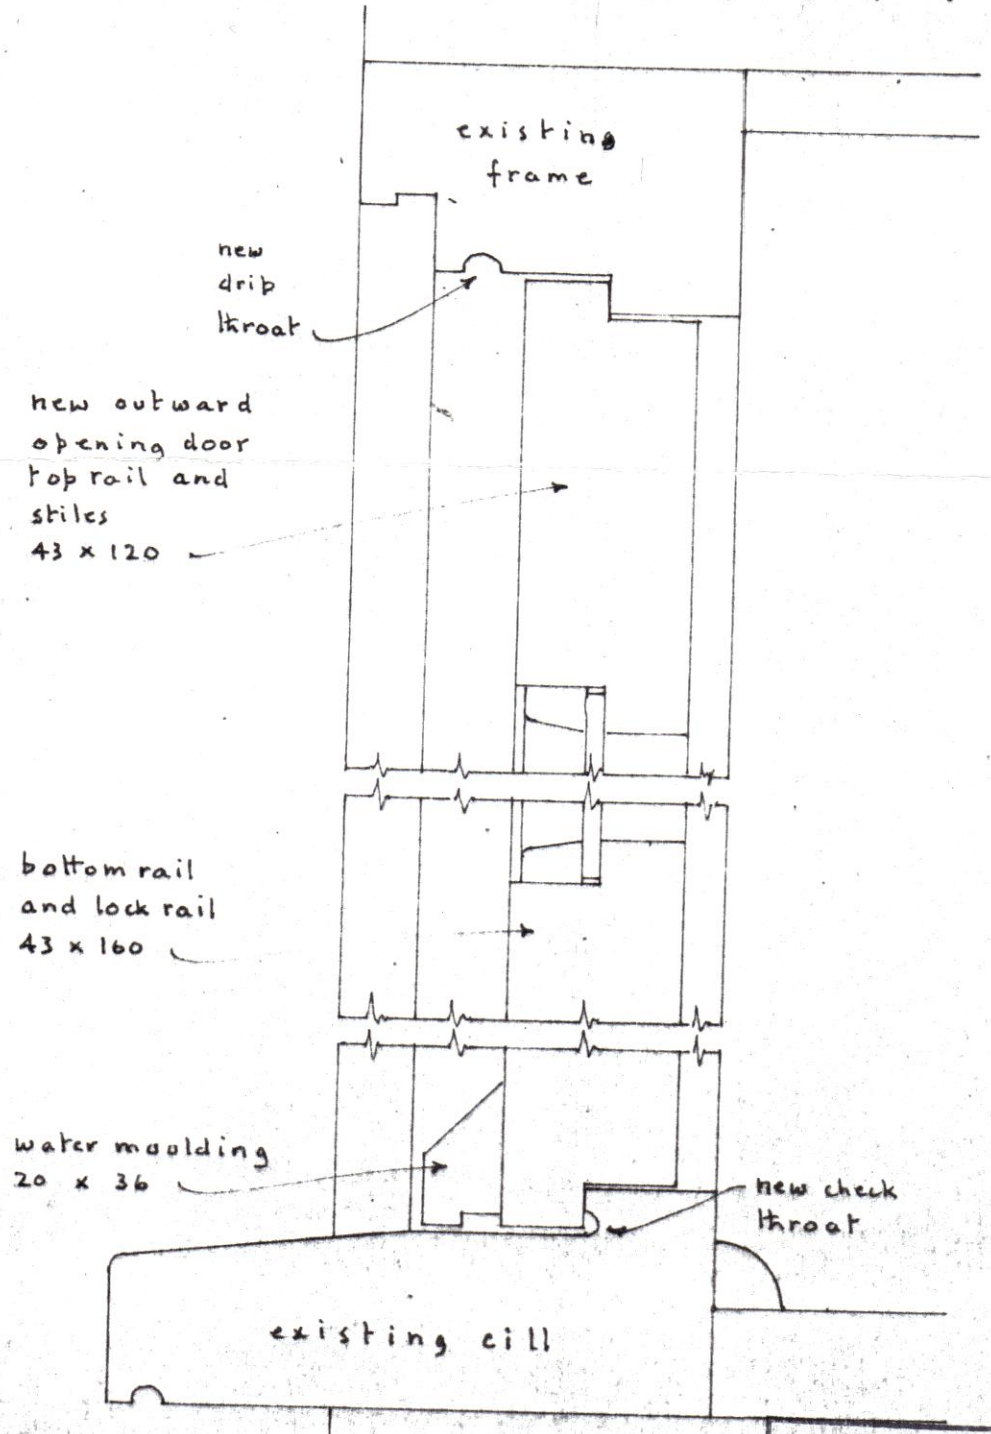 existing
frame
new
drip
throat
new outward
opening door
top rail and
stiles
43 x 120
bottom rail
and lock rail
43 x 160
water moulding
20 x 36
new check
throat
existing cill